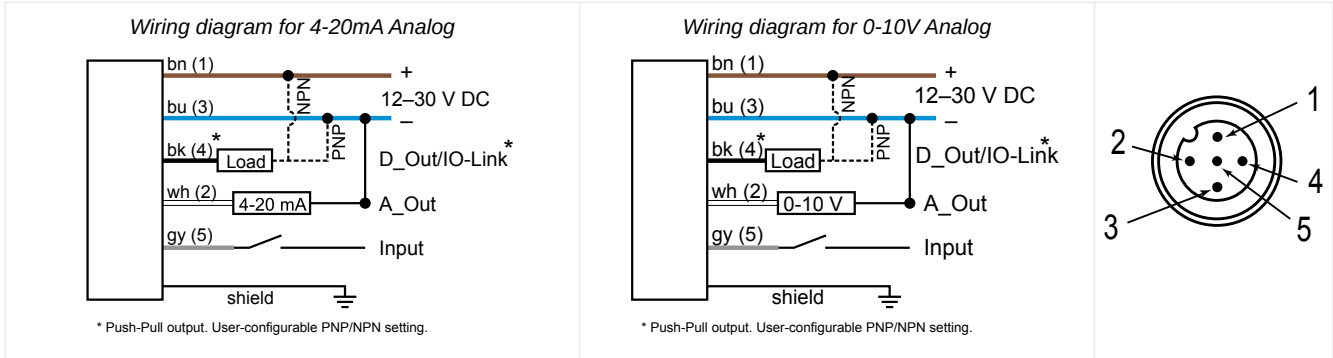 Wiring diagram for 4-20mA Analog
bn (1)
+
NPN
12–30 V DC
bu (3)
–
PNP
bk (4)*
Load
D_Out/IO-Link*
wh (2)
4-20 mA
A_Out
gy (5)
Input
shield
* Push-Pull output. User-configurable PNP/NPN setting.
Wiring diagram for 0-10V Analog
bn (1)
+
NPN
12–30 V DC
bu (3)
–
PNP
bk (4)*
Load
D_Out/IO-Link*
wh (2)
0-10 V
A_Out
gy (5)
Input
shield
* Push-Pull output. User-configurable PNP/NPN setting.
1
2
4
3
5